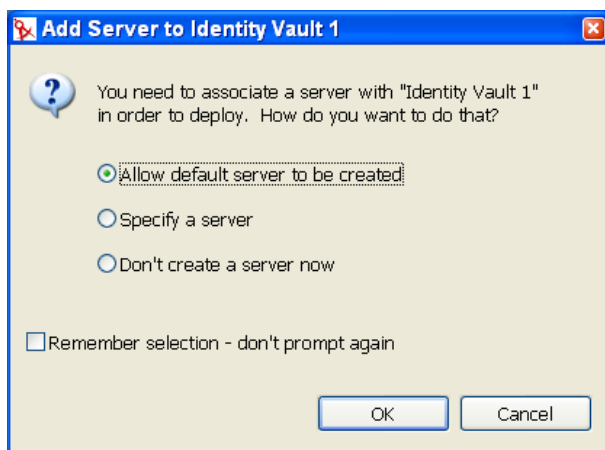 Add Server to Identity Vault 1
You need to associate a server with "Identity Vault 1"
in order to deploy. How do you want to do that?
Allow default server to be created
Specify a server
Don't create a server now
Remember selection - don't prompt again
OK
Cancel